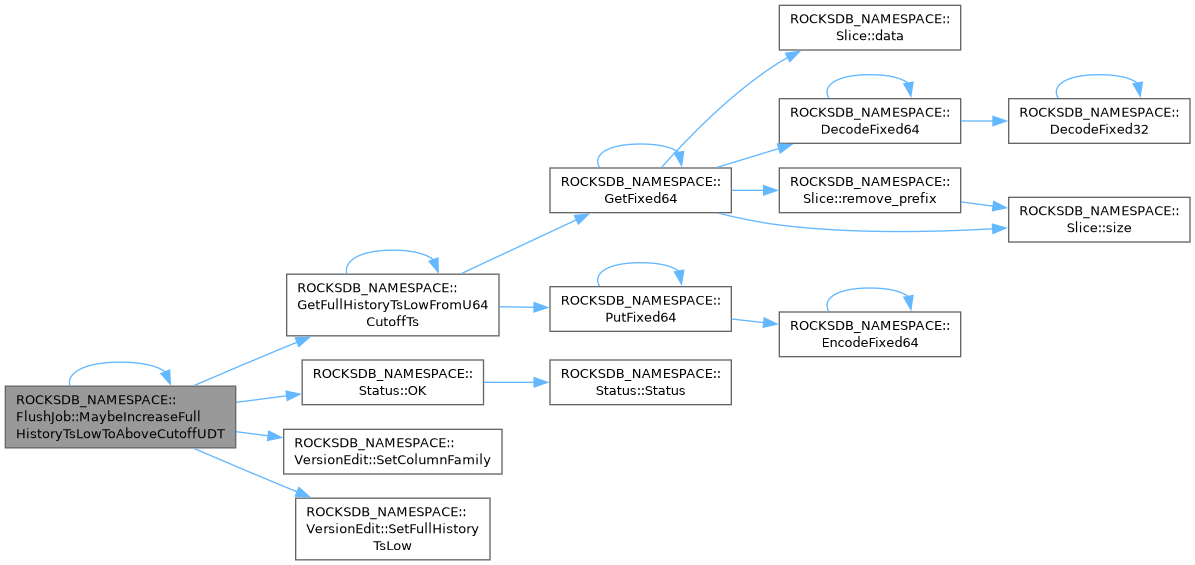 ROCKSDB_NAMESPACE::
FlushJob::MaybeIncreaseFull
HistoryTsLowToAboveCutoffUDT
ROCKSDB_NAMESPACE::
GetFullHistoryTsLowFromU64
CutoffTs
ROCKSDB_NAMESPACE::
Status::OK
ROCKSDB_NAMESPACE::
VersionEdit::SetColumnFamily
ROCKSDB_NAMESPACE::
VersionEdit::SetFullHistory
TsLow
ROCKSDB_NAMESPACE::
GetFixed64
ROCKSDB_NAMESPACE::
PutFixed64
ROCKSDB_NAMESPACE::
Status::Status
ROCKSDB_NAMESPACE::
Slice::data
ROCKSDB_NAMESPACE::
DecodeFixed64
ROCKSDB_NAMESPACE::
Slice::remove_prefix
ROCKSDB_NAMESPACE::
EncodeFixed64
ROCKSDB_NAMESPACE::
DecodeFixed32
ROCKSDB_NAMESPACE::
Slice::size